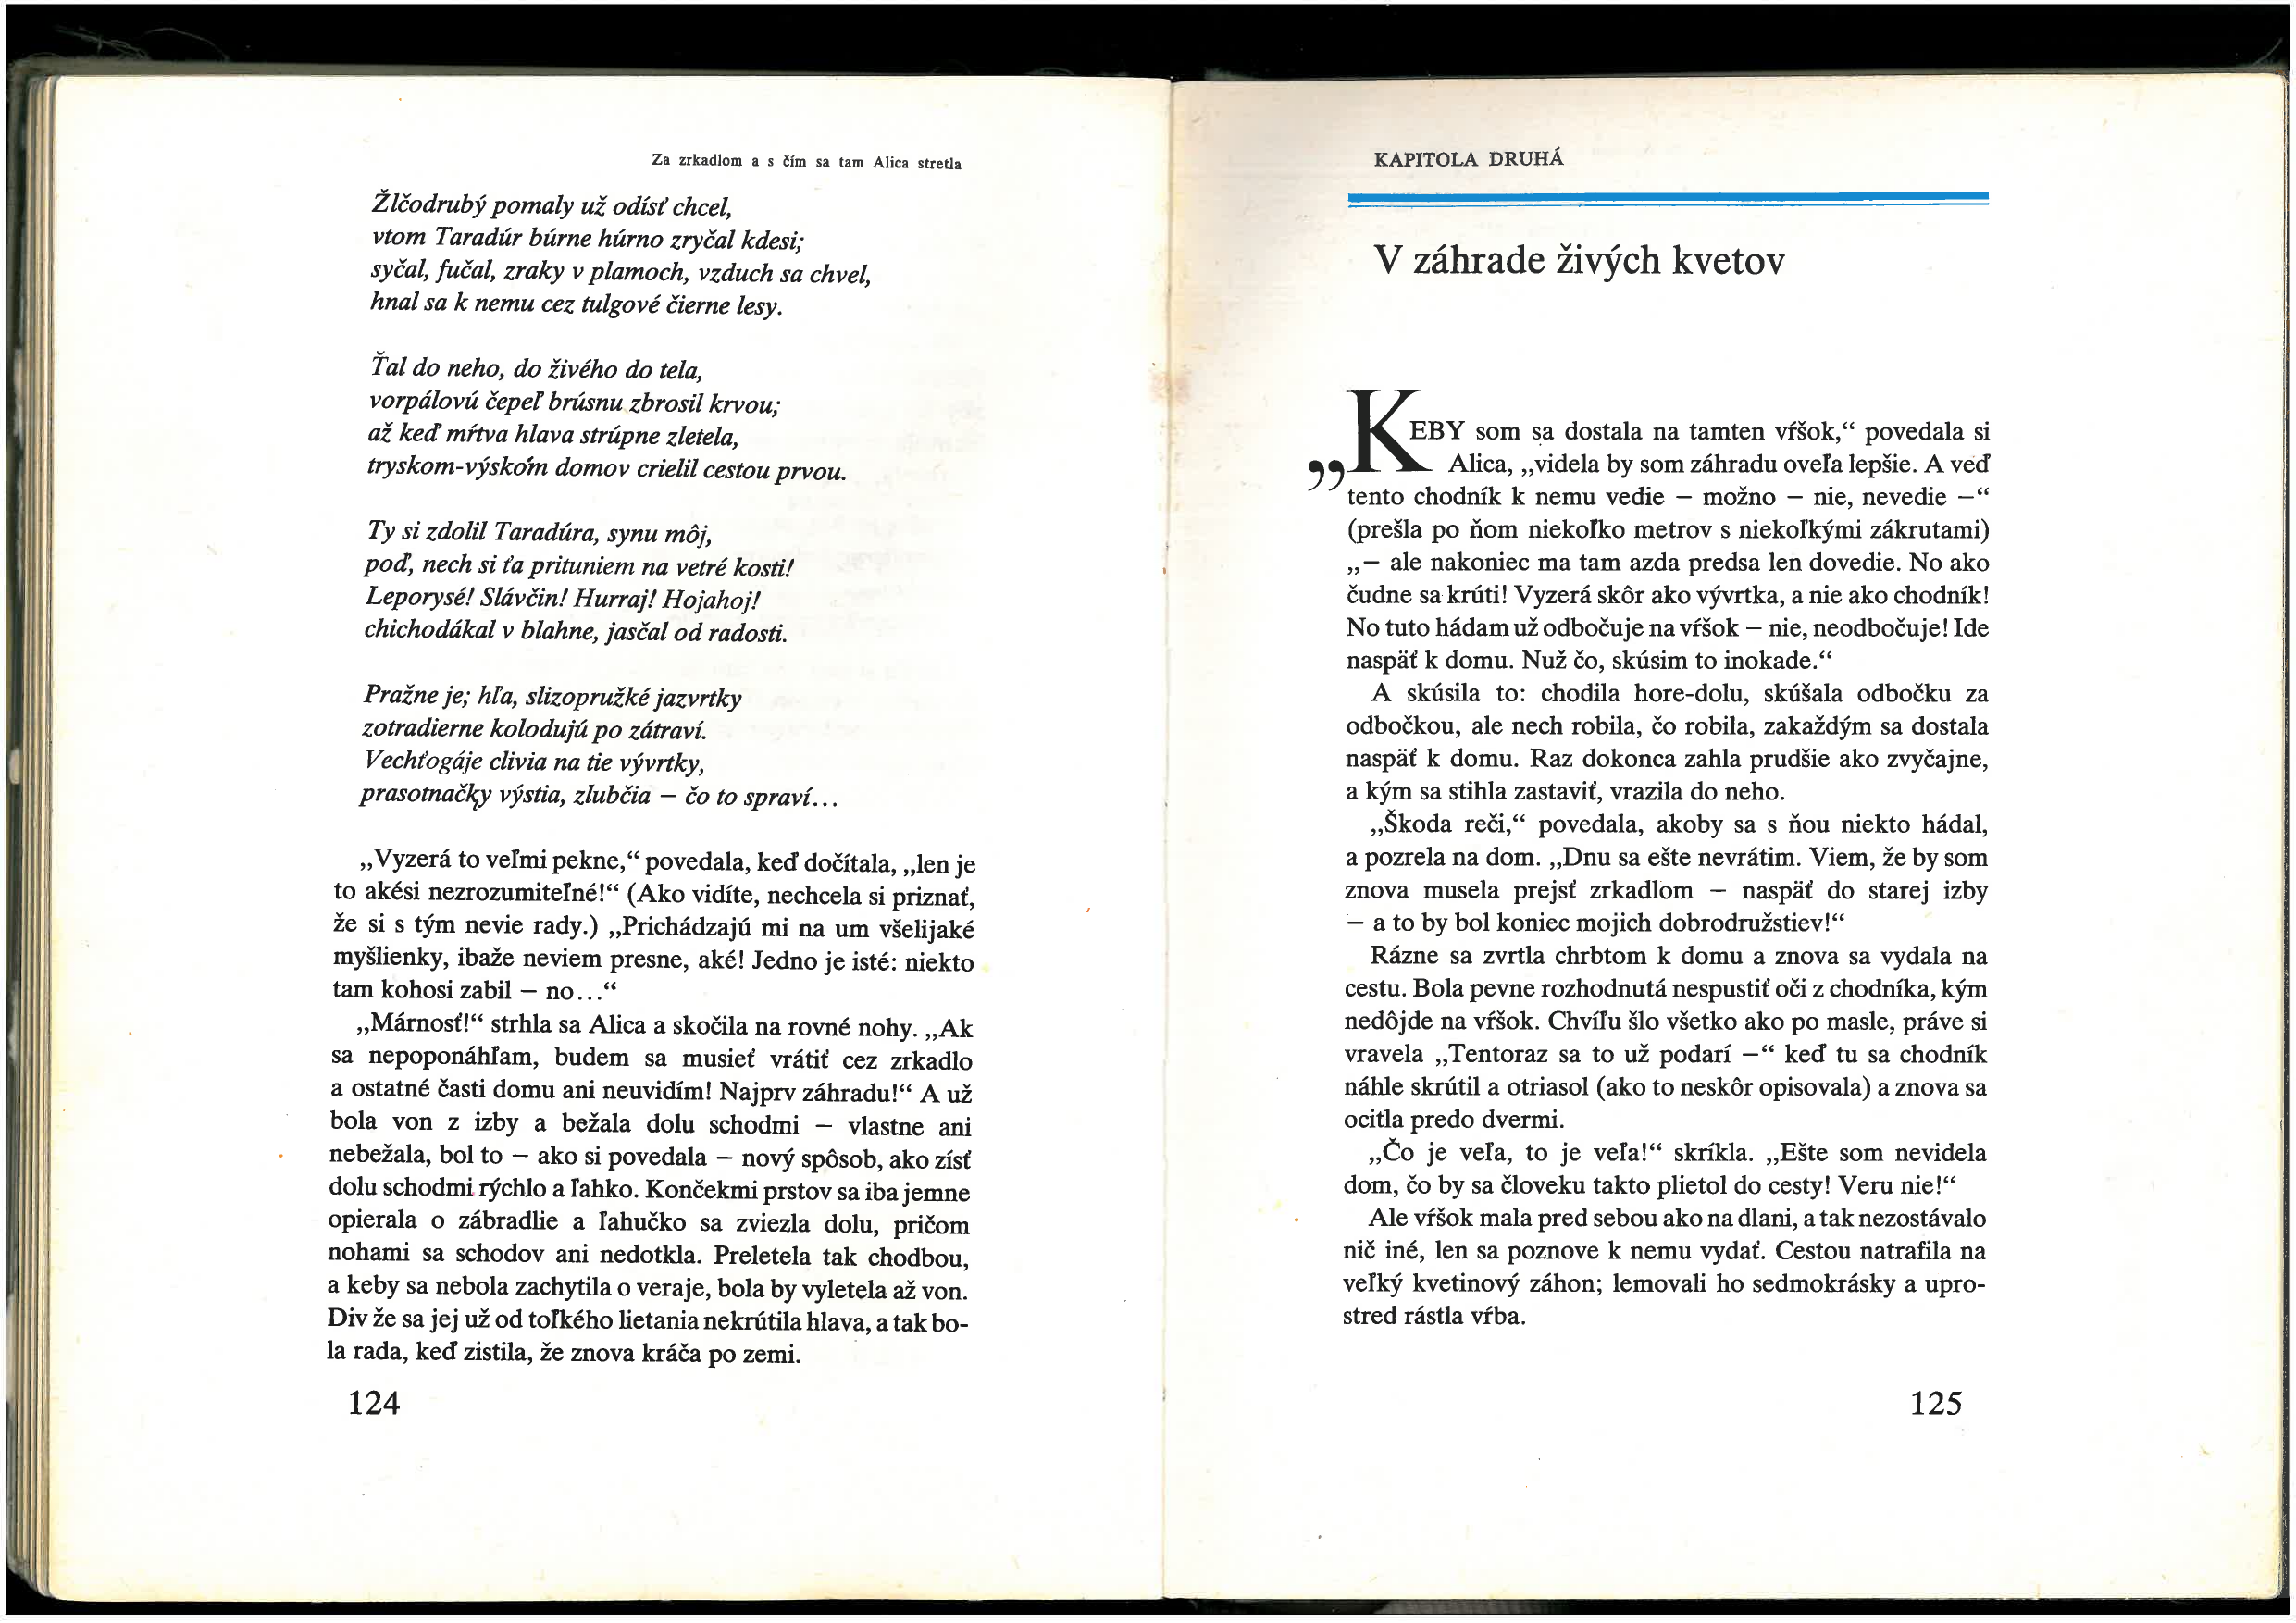 Za zrkadlom a s čím sa tam Alica stretla
Žlčodrubý pomaly už odísť chcel,
vtom Taradúr búrne húrno zryčal kdesi;
syčal, fučal, zraky v plamoch, vzduch sa chvel,
hnal sa k nemu cez tulgové čierne lesy.
Ťal do neho, do živého do tela,
vorpálovú čepeľ brúsnu zbrosil krvou;
až keď mŕtva hlava strúpne zletela,
tryskom-výskom domov crielil cestou prvou.
Ty si zdolil Taradúra, synu môj,
poď, nech si ťa prituniem na vetré kosti!
Leporysé! Slávčin! Hurraj! Hojahoj!
chichodákal v blahne, jasčal od radosti.
Pražne je; hľa, slizopružké jazvrtky
zotradierne kolodujú po zátraví.
Vechťogáje clivia na tie vývrtky,
prasotnačky výstia, zlubčia – čo to spraví...
„Vyzerá to veľmi pekne,“ povedala, keď dočítala, „len je
to akési nezrozumiteľné!“ (Ako vidíte, nechcela si priznať,
že si s tým nevie rady.) „Prichádzajú mi na um všelijaké
myšlienky, ibaže neviem presne, aké! Jedno je isté: niekto
tam kohosi zabil – no...“
„Márnosť!“ strhla sa Alica a skočila na rovné nohy. „Ak
sa nepoponáhľam, budem sa musieť vrátiť cez zrkadlo
a ostatné časti domu ani neuvidím! Najprv záhradu!“ A už
bola von z izby a bežala dolu schodmi – vlastne ani
nebežala, bol to – ako si povedala – nový spôsob, ako zísť
dolu schodmi rýchlo a ľahko. Končekmi prstov sa iba jemne
opierala o zábradlie a ľahučko sa zviezla dolu, pričom
nohami sa schodov ani nedotkla. Preletela tak chodbou,
a keby sa nebola zachytila o veraje, bola by vyletela až von.
Div že sa jej už od toľkého lietania nekrútila hlava, a tak bo-
la rada, keď zistila, že znova kráča po zemi.
124
KAPITOLA DRUHÁ
V záhrade živých kvetov
„KEBY som sa dostala na tamten vŕšok,“ povedala si
Alica, „videla by som záhradu oveľa lepšie. A veď
tento chodník k nemu vedie – možno – nie, nevedie –“
(prešla po ňom niekoľko metrov s niekoľkými zákrutami)
„– ale nakoniec ma tam azda predsa len dovedie. No ako
čudne sa krúti! Vyzerá skôr ako vývrtka, a nie ako chodník!
No tuto hádam už odbočuje na vŕšok – nie, neodbočuje! Ide
naspäť k domu. Nuž čo, skúsim to inokade.“
A skúsila to: chodila hore-dolu, skúšala odbočku za
odbočkou, ale nech robila, čo robila, zakaždým sa dostala
naspäť k domu. Raz dokonca zahla prudšie ako zvyčajne,
a kým sa stihla zastaviť, vrazila do neho.
„Škoda reči,“ povedala, akoby sa s ňou niekto hádal,
a pozrela na dom. „Dnu sa ešte nevrátim. Viem, že by som
znova musela prejsť zrkadlom – naspäť do starej izby
– a to by bol koniec mojich dobrodružstiev!“
Rázne sa zvrtla chrbtom k domu a znova sa vydala na
cestu. Bola pevne rozhodnutá nespustiť oči z chodníka, kým
nedôjde na vŕšok. Chvíľu šlo všetko ako po masle, práve si
vravela „Tentoraz sa to už podarí –“ keď tu sa chodník
náhle skrútil a otriasol (ako to neskôr opisovala) a znova sa
ocitla predo dvermi.
„Čo je veľa, to je veľa!“ skríkla. „Ešte som nevidela
dom, čo by sa človeku takto plietol do cesty! Veru nie!“
Ale vŕšok mala pred sebou ako na dlani, a tak nezostávalo
nič iné, len sa poznove k nemu vydať. Cestou natrafila na
veľký kvetinový záhon; lemovali ho sedmokrásky a upro-
stred rástla vŕba.
125